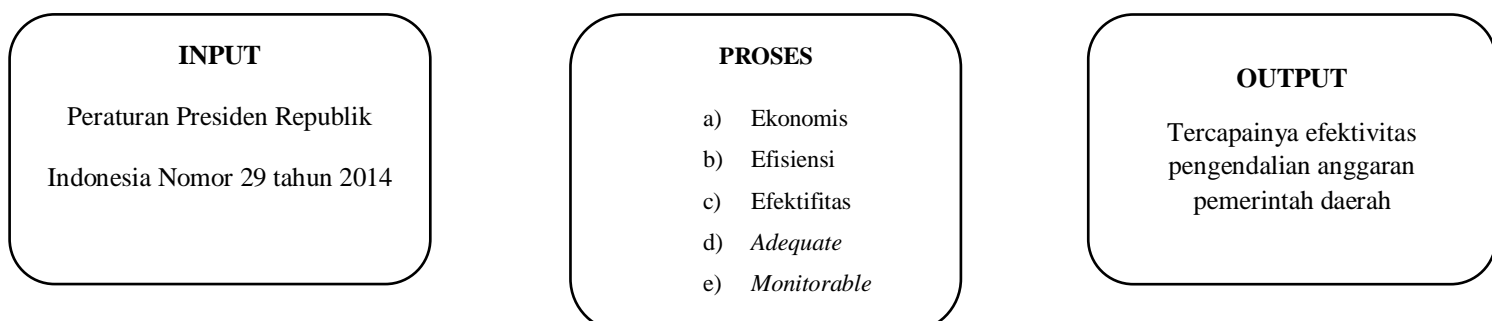 INPUT
Peraturan Presiden Republik
Indonesia Nomor 29 tahun 2014
PROSES
a) Ekonomis
b) Efisiensi
c) Efektifitas
d) Adequate
e) Monitorable
OUTPUT
Tercapainya efektivitas
pengendalian anggaran
pemerintah daerah